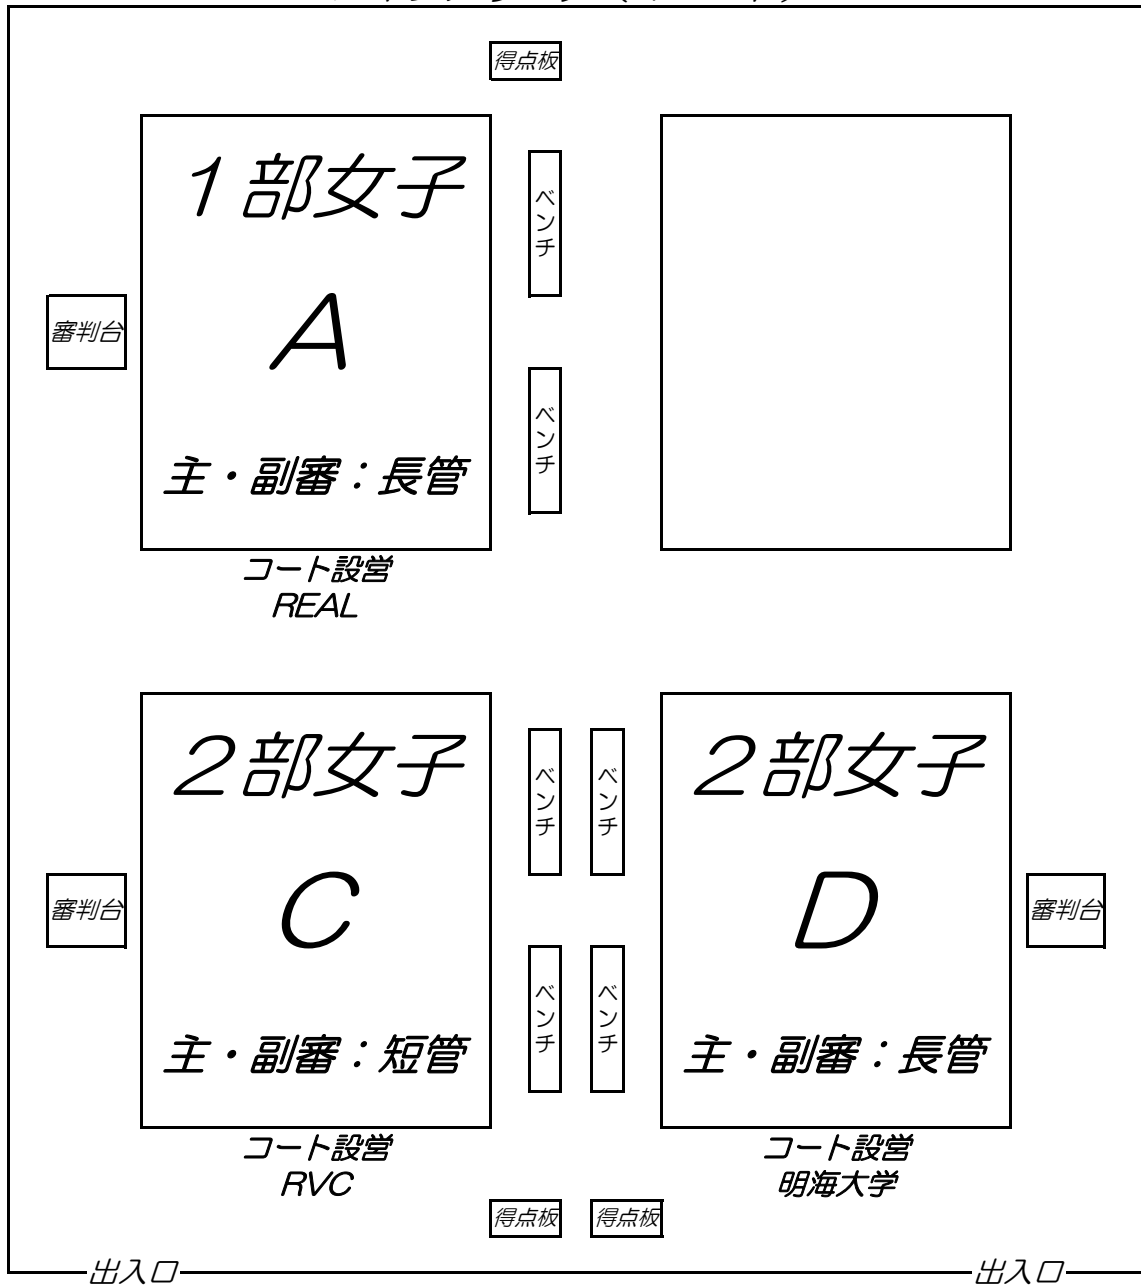 得点板
1部女子
A
主・副審：長管
審判台
ベンチ
ベンチ
コート設営
REAL
2部女子
C
主・副審：短管
審判台
ベンチ
ベンチ
ベンチ
ベンチ
2部女子
D
主・副審：長管
審判台
コート設営
RVC
コート設営
明海大学
得点板
得点板
出入口
出入口